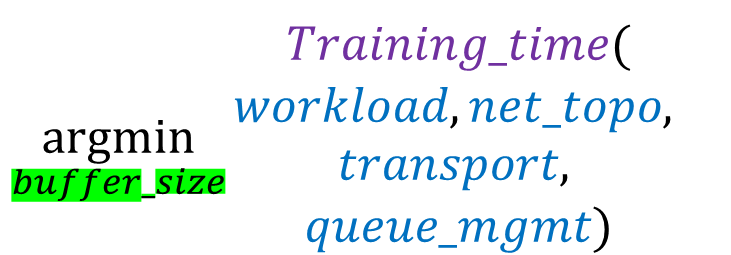 Training_time(
workload, net_topo,
argmin
transport,
buffer_size
queue_mgmt)